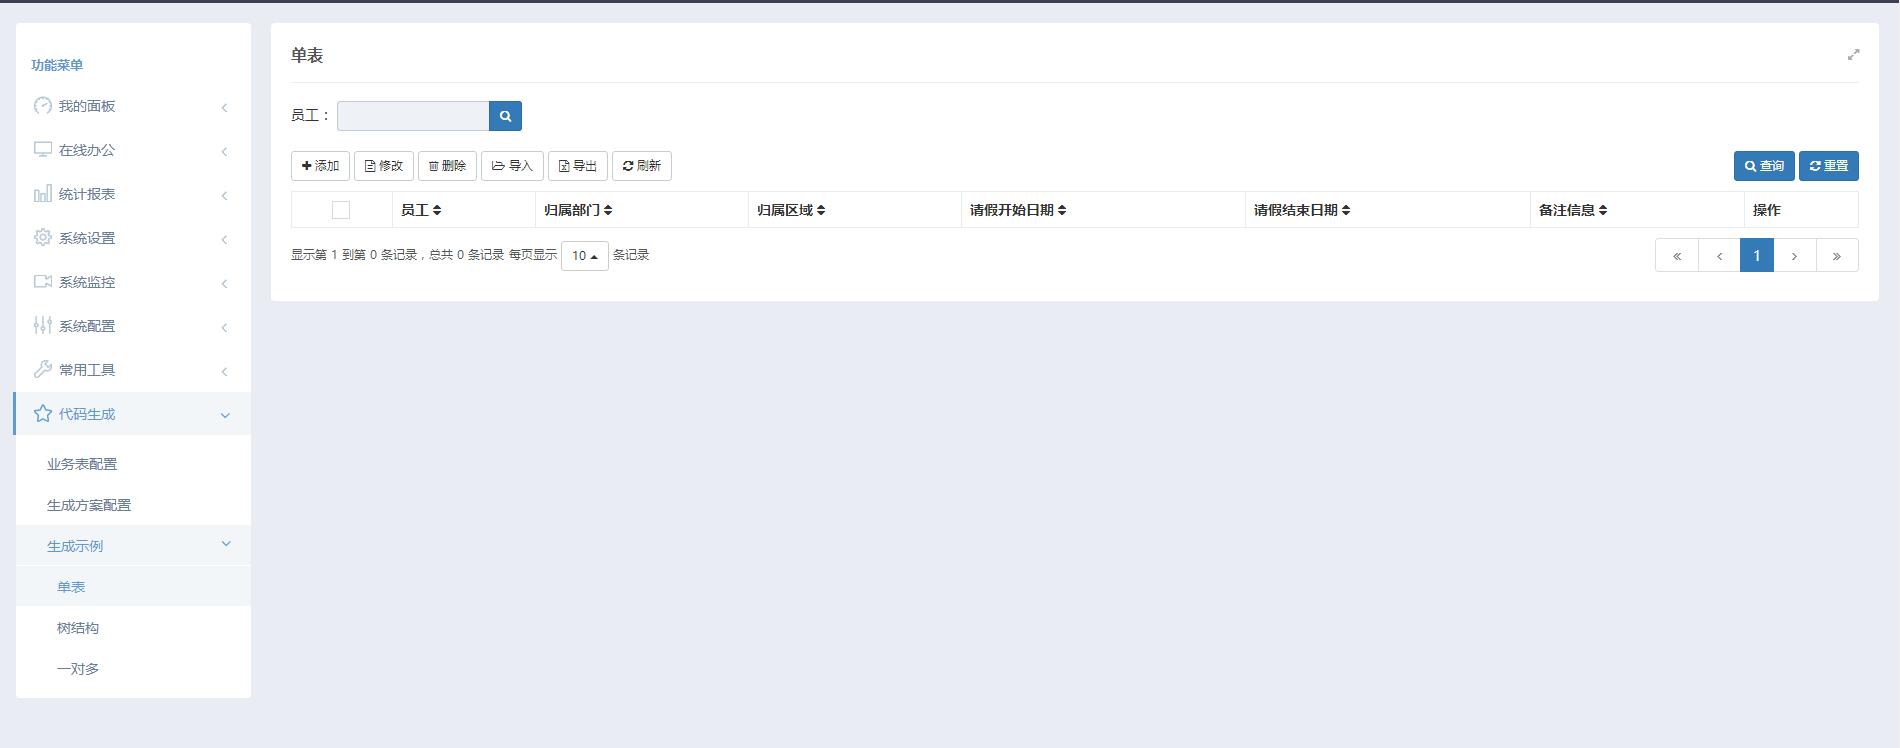 功能菜单
我的面板
在线办公
统计报表
系统设置
系统监控
系统配置
常用工具
代码生成
业务表配置
生成方案配置
生成示例
单表
树结构
一对多
单表
员工：
添加 修改 删除 导入 导出 刷新 查询 重置
员工 归属部门 归属区域 请假开始日期 请假结束日期 备注信息 操作
显示第 1 到第 0 条记录，总共 0 条记录 每页显示 10 条记录 « ‹ 1 › »